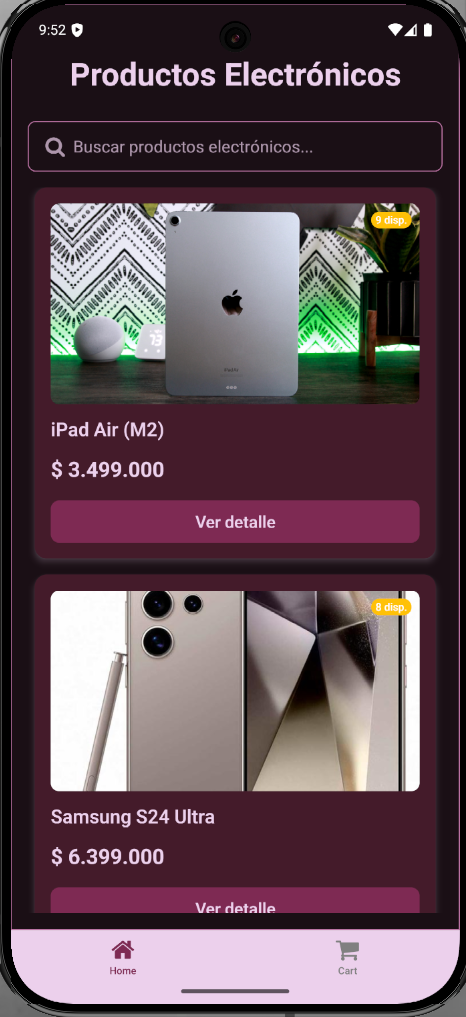 9:52
Productos Electrónicos
Buscar productos electrónicos...
9 disp.
73
iPad Air (M2)
$ 3.499.000
Ver detalle
8 disp.
Samsung S24 Ultra
$ 6.399.000
Ver detalle
Home
Cart